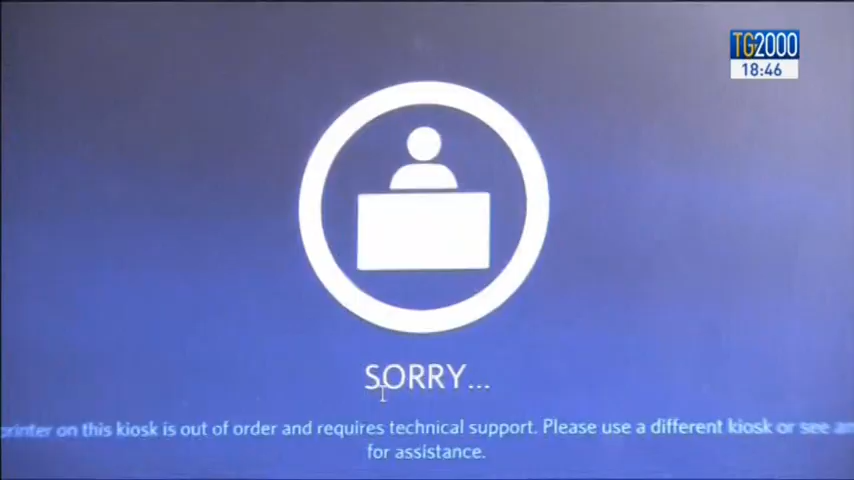 TG2000
18:46
SORRY...
printer on this kiosk is out of order and requires technical support. Please use a different kiosk or see an
for assistance.